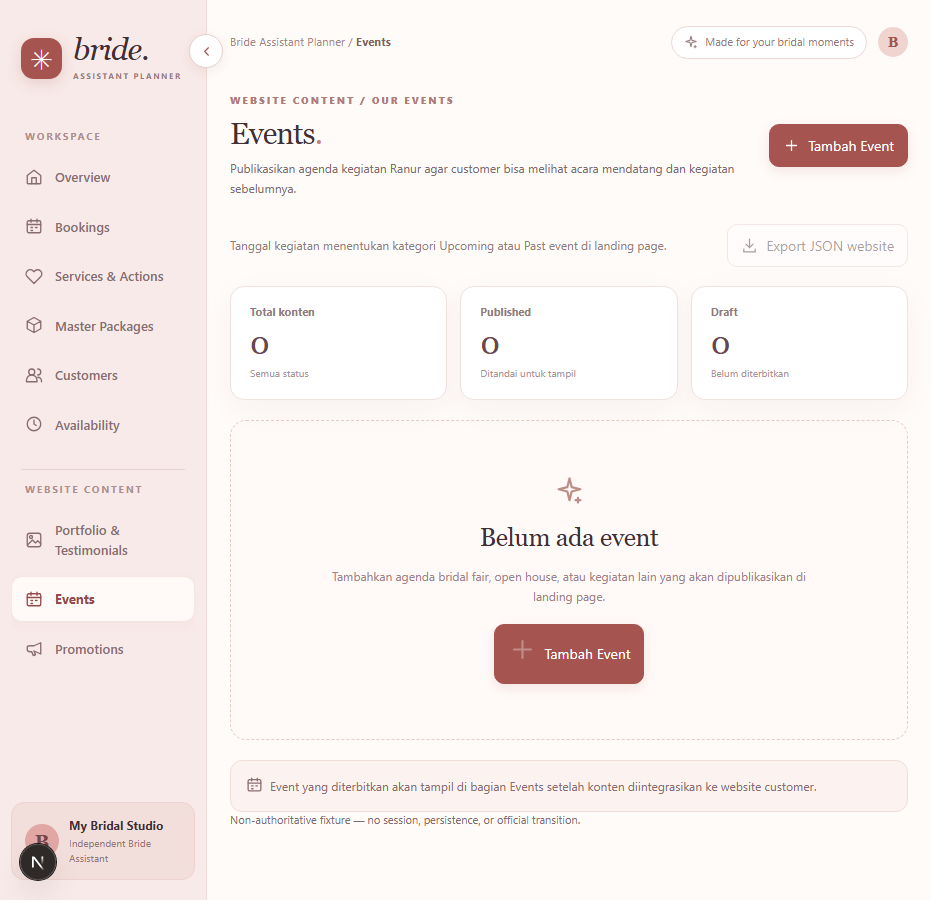 bride.
ASSISTANT PLANNER
WORKSPACE
Overview
Bookings
Services & Actions
Master Packages
Customers
Availability
WEBSITE CONTENT
Portfolio &
Testimonials
Events
Promotions
B
My Bridal Studio
Independent Bride
Assistant
N
Bride Assistant Planner / Events
Made for your bridal moments
B
WEBSITE CONTENT / OUR EVENTS
Events.
Publikasikan agenda kegiatan Ranur agar customer bisa melihat acara mendatang dan kegiatan
sebelumnya.
Tambah Event
Tanggal kegiatan menentukan kategori Upcoming atau Past event di landing page.
Export JSON website
Total konten
0
Semua status
Published
0
Ditandai untuk tampil
Draft
0
Belum diterbitkan
Belum ada event
Tambahkan agenda bridal fair, open house, atau kegiatan lain yang akan dipublikasikan di
landing page.
Tambah Event
Event yang diterbitkan akan tampil di bagian Events setelah konten diintegrasikan ke website customer.
Non-authoritative fixture — no session, persistence, or official transition.